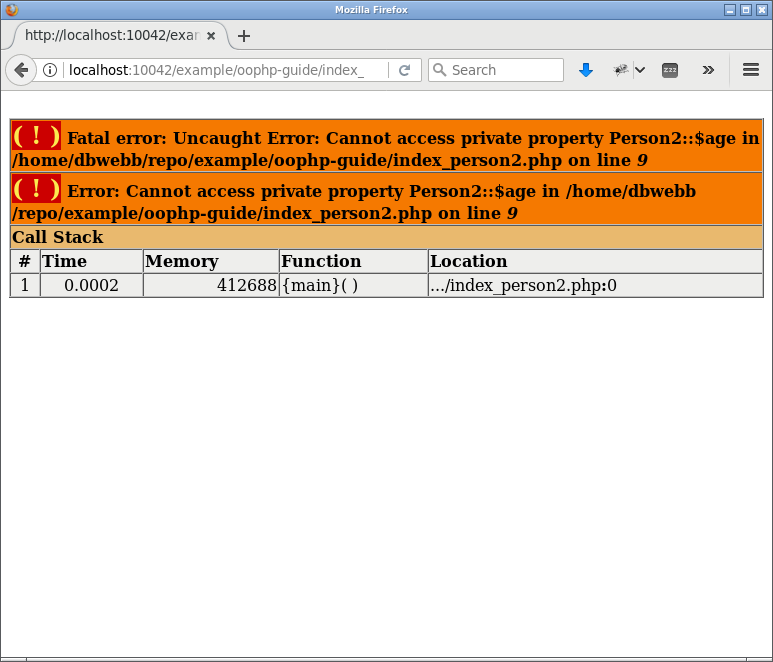 Mozilla Firefox
http://localhost:10042/exar
localhost:10042/example/oophp-guide/index_
Search
zzz
( ! ) Fatal error: Uncaught Error: Cannot access private property Person2::$age in
/home/dbwebb/repo/example/oophp-guide/index_person2.php on line 9
( ! ) Error: Cannot access private property Person2::$age in /home/dbwebb
/repo/example/oophp-guide/index_person2.php on line 9
Call Stack
# Time Memory Function Location
1 0.0002 412688 {main}( ) .../index_person2.php:0